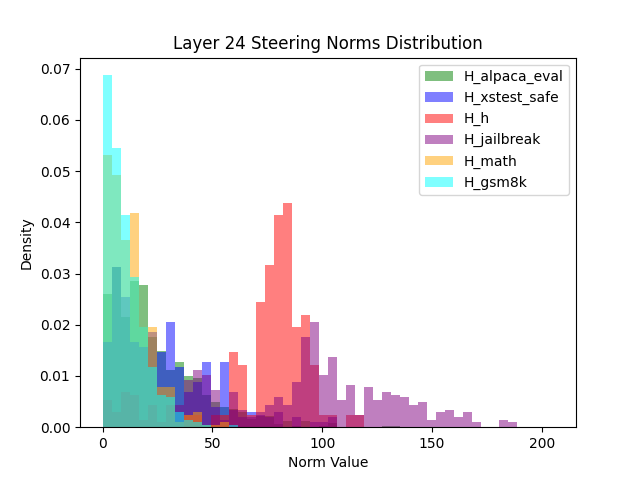 Layer 24 Steering Norms Distribution
0.07
0.06
0.05
0.04
0.03
0.02
0.01
0.00
Density
H_alpaca_eval
H_xstest_safe
H_h
H_jailbreak
H_math
H_gsm8k
0
50
100
150
200
Norm Value